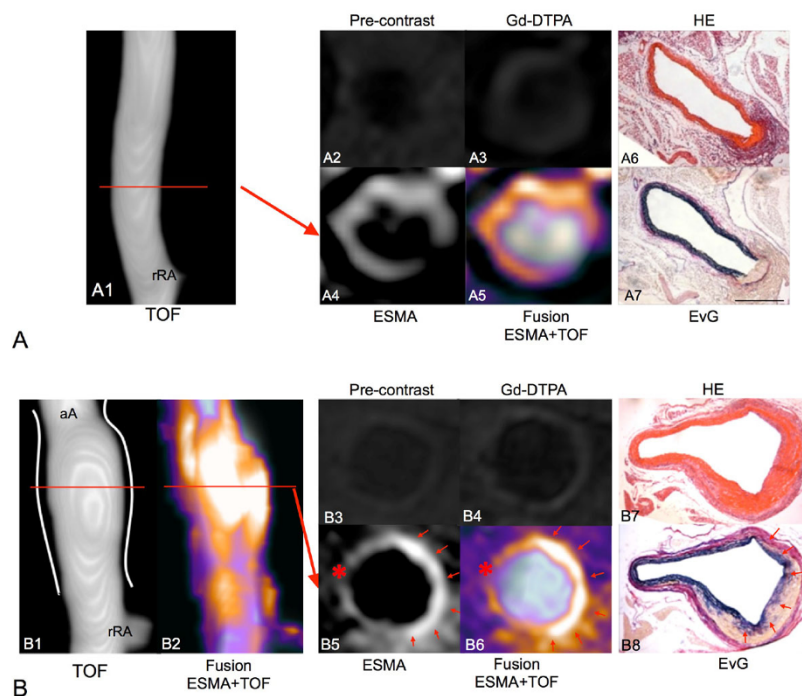 Pre-contrast Gd-DTPA HE
A2 A3 A6
rRA
A1
TOF
A4 A5 A7
ESMA Fusion ESMA+TOF EvG
A
Pre-contrast Gd-DTPA HE
aA
B3 B4 B7
*
*
rRA
B1 B2 B5 B6 B8
TOF Fusion ESMA+TOF ESMA Fusion ESMA+TOF EvG
B